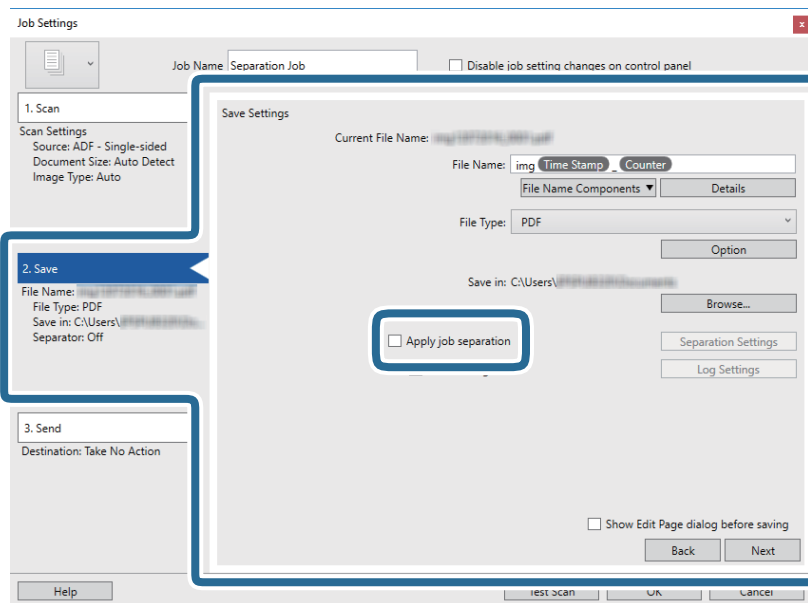 Job Settings
x
Job Name Separation Job
Disable job setting changes on control panel
1. Scan
Scan Settings
Source: ADF - Single-sided
Document Size: Auto Detect
Image Type: Auto
2. Save
File Name:
File Type: PDF
Save in: C:\Users\
Separator: Off
3. Send
Destination: Take No Action
Save Settings
Current File Name:
File Name: img Time Stamp _ Counter
File Name Components ▼ Details
File Type: PDF
Option
Save in: C:\Users\
Browse...
Apply job separation
Separation Settings
Log Settings
Show Edit Page dialog before saving
Back Next
Help
Test Scan OK Cancel